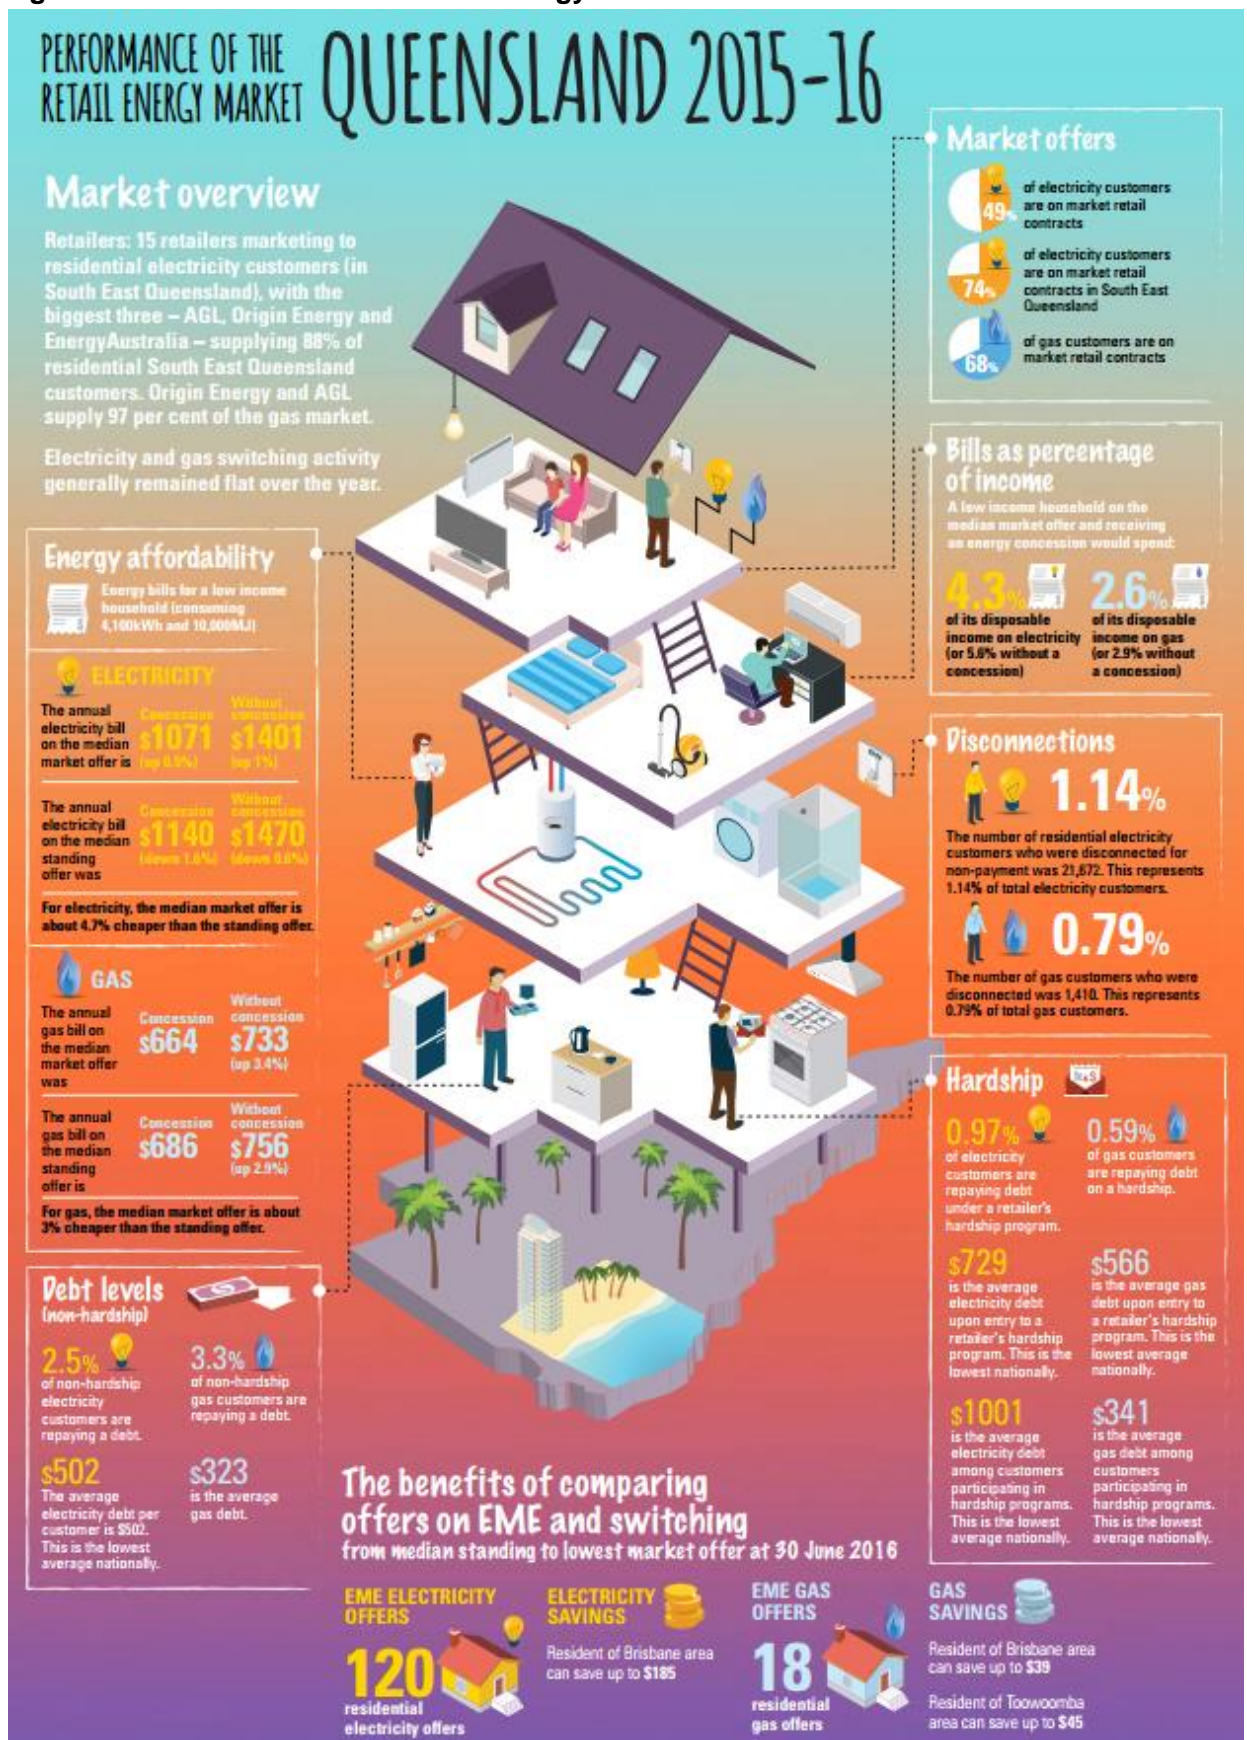 PERFORMANCE OF THE
RETAIL ENERGY MARKET
QUEENSLAND 2015-16
Market overview
Retailers: 15 retailers marketing to
residential electricity customers (in
South East Queensland), with the
biggest three – AGL, Origin Energy and
EnergyAustralia – supplying 88% of
residential South East Queensland
customers. Origin Energy and AGL
supply 97 per cent of the gas market.
Electricity and gas switching activity
generally remained flat over the year.
Market offers
49%
of electricity customers
are on market retail
contracts
74%
of electricity customers
are on market retail
contracts in South East
Queensland
68%
of gas customers are on
market retail contracts
Bills as percentage
of income
A low income household on the
median market offer and receiving
an energy concession would spend:
4.3%
of its disposable
income on electricity
(or 5.6% without a
concession)
2.6%
of its disposable
income on gas
(or 2.9% without
a concession)
Energy affordability
Energy bills for a low income
household (consuming
4,100kWh and 10,000MJ)
ELECTRICITY
The annual
electricity bill
on the median
market offer is
Concession
$1071
(up 0.5%)
Without
concession
$1401
(up 1%)
The annual
electricity bill
on the median
standing
offer was
Concession
$1140
(down 1.6%)
Without
concession
$1470
(down 0.8%)
For electricity, the median market offer is
about 4.7% cheaper than the standing offer.
GAS
The annual
gas bill on
the median
market offer
was
Concession
$664
Without
concession
$733
(up 3.4%)
The annual
gas bill on
the median
standing
offer is
Concession
$686
Without
concession
$756
(up 2.9%)
For gas, the median market offer is about
3% cheaper than the standing offer.
Disconnections
1.14%
The number of residential electricity
customers who were disconnected for
non-payment was 21,672. This represents
1.14% of total electricity customers.
0.79%
The number of gas customers who were
disconnected was 1,410. This represents
0.79% of total gas customers.
Hardship
0.97%
of electricity
customers are
repaying debt
under a retailer's
hardship program.
0.59%
of gas customers
are repaying debt
on a hardship.
$729
is the average
electricity debt
upon entry to a
retailer's hardship
program. This is the
lowest nationally.
$566
is the average gas
debt upon entry to
a retailer's hardship
program. This is the
lowest average
nationally.
$1001
is the average
electricity debt
among customers
participating in
hardship programs.
This is the lowest
average nationally.
$341
is the average
gas debt among
customers
participating in
hardship programs.
This is the lowest
average nationally.
Debt levels
(non-hardship)
2.5%
of non-hardship
electricity
customers are
repaying a debt.
3.3%
of non-hardship
gas customers are
repaying a debt.
$502
The average
electricity debt per
customer is $502.
This is the lowest
average nationally.
$323
is the average
gas debt.
The benefits of comparing
offers on EME and switching
from median standing to lowest market offer at 30 June 2016
EME ELECTRICITY
OFFERS
120
residential
electricity offers
ELECTRICITY
SAVINGS
Resident of Brisbane area
can save up to $185
EME GAS
OFFERS
18
residential
gas offers
GAS
SAVINGS
Resident of Brisbane area
can save up to $39
Resident of Toowoomba
area can save up to $45